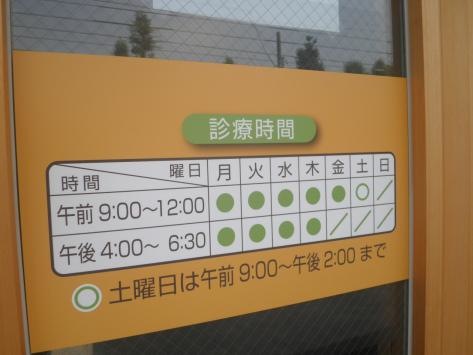 診療時間
時間 曜日 月 火 水 木 金 土 日
午前 9:00～12:00 ● ● ● ● ● ○ ／
午後 4:00～ 6:30 ● ● ● ● ／ ／ ／
◎ 土曜日は午前 9:00～午後 2:00 まで